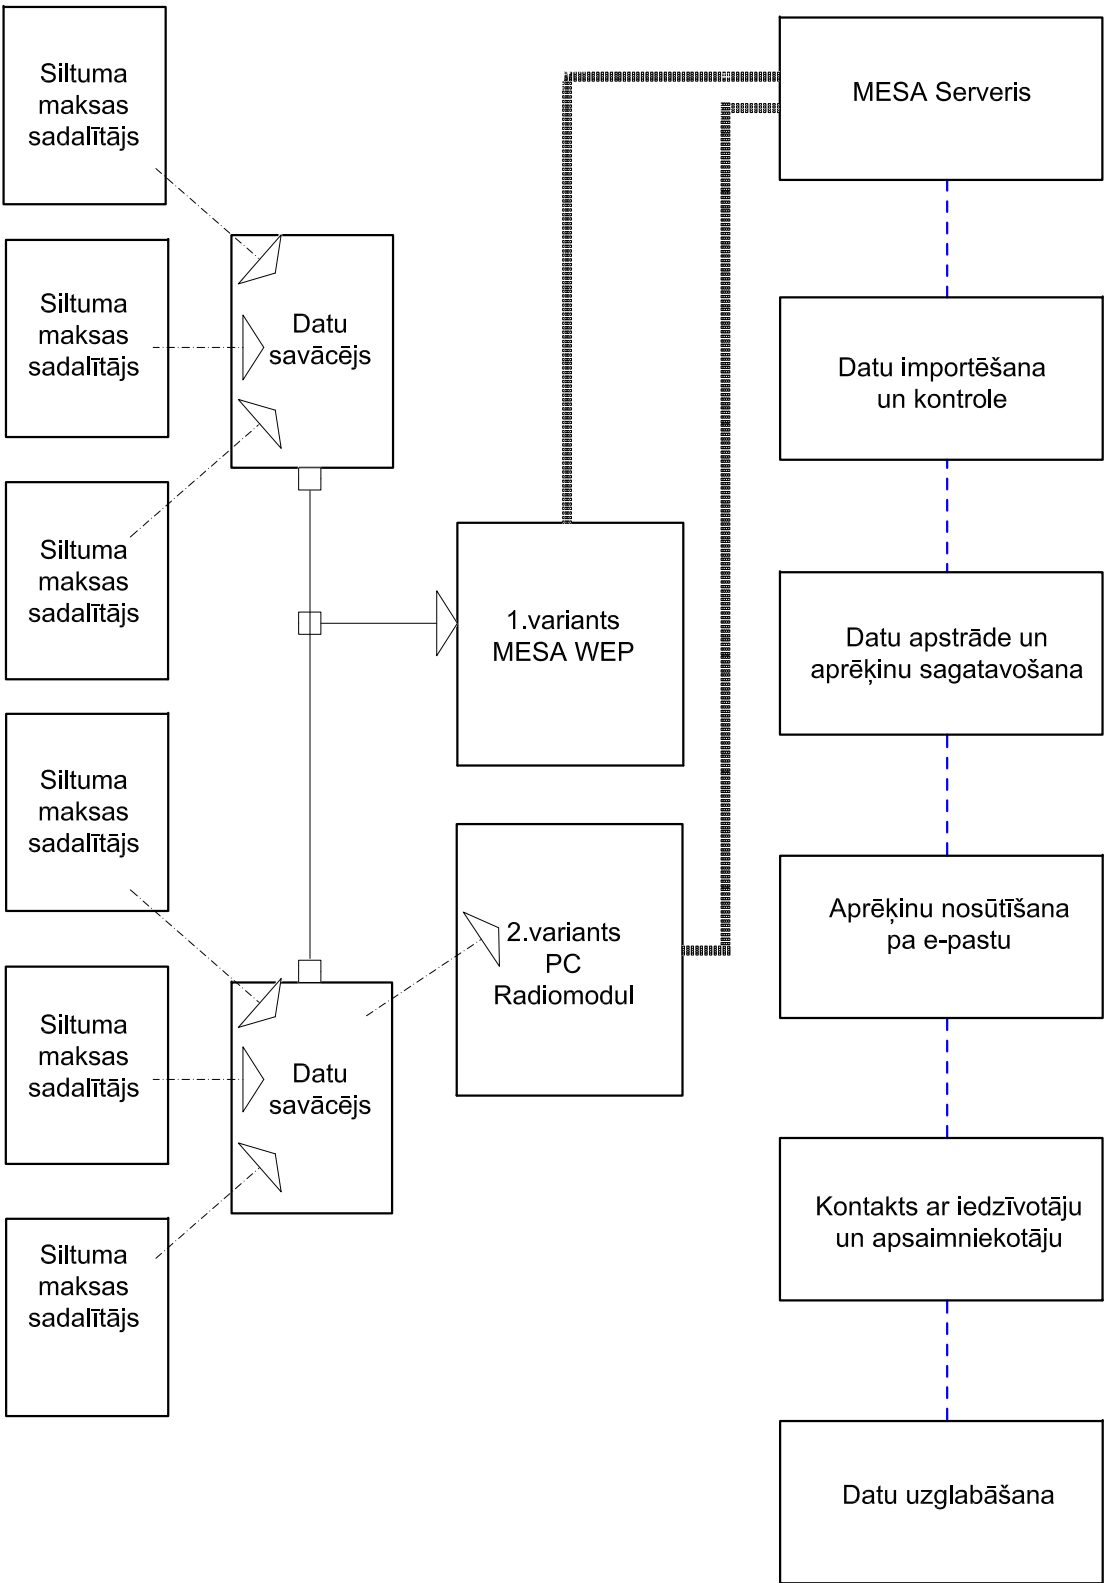 Siltuma
maksas
sadalītājs
Siltuma
maksas
sadalītājs
Siltuma
maksas
sadalītājs
Siltuma
maksas
sadalītājs
Siltuma
maksas
sadalītājs
Siltuma
maksas
sadalītājs
Datu
savācējs
Datu
savācējs
1.variants
MESA WEP
2.variants
PC
Radiomodul
MESA Serveris
Datu importēšana
un kontrole
Datu apstrāde un
aprēķinu sagatavošana
Aprēķinu nosūtīšana
pa e-pastu
Kontakts ar iedzīvotāju
un apsaimniekotāju
Datu uzglabāšana